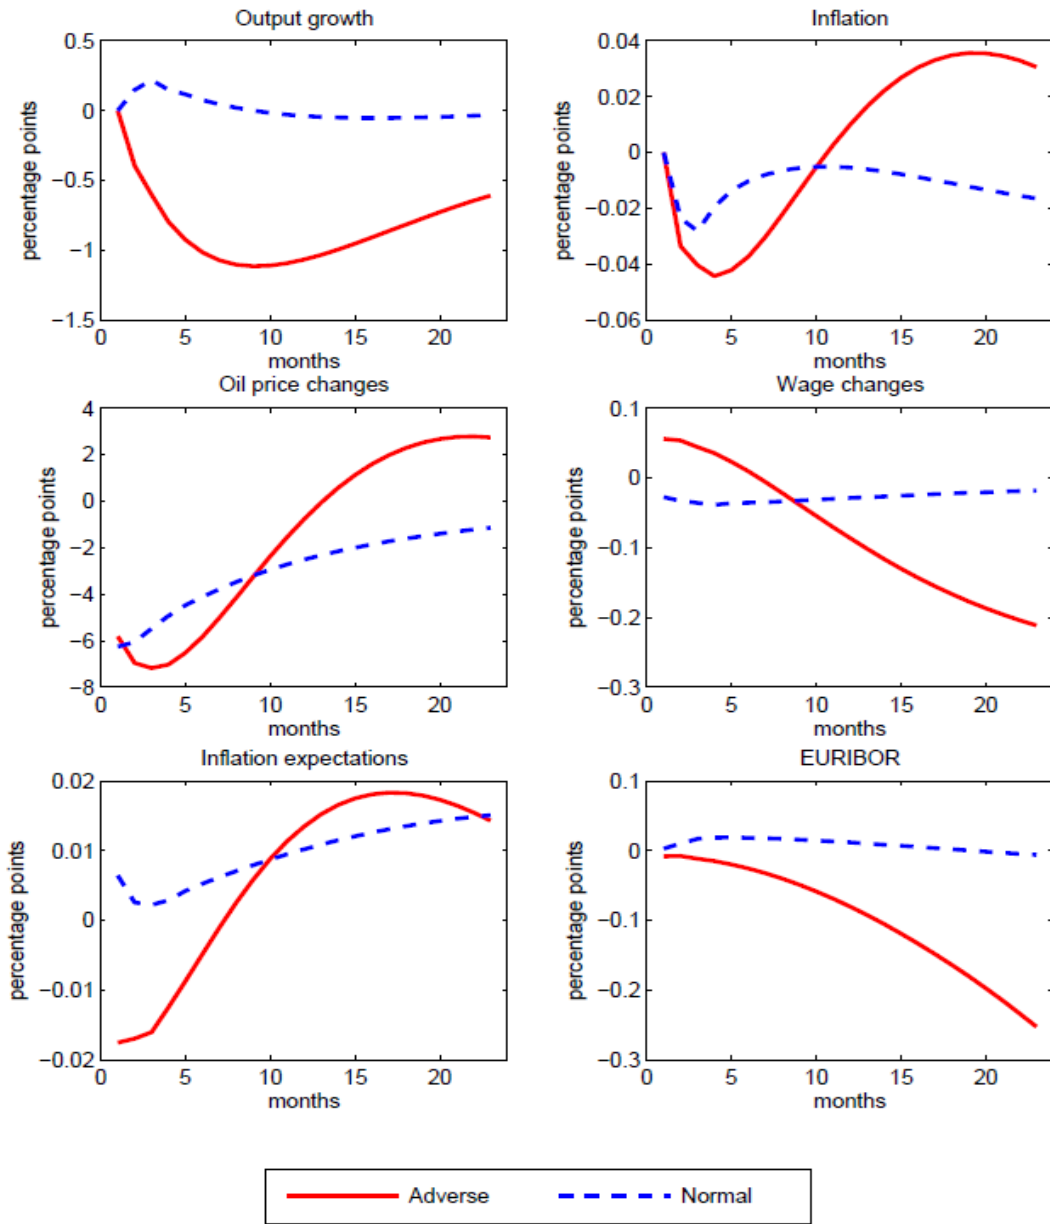 Output growth
Inflation
percentage points
0.5
0
−0.5
−1
−1.5
0 5 10 15 20
months
percentage points
0.04
0.02
0
−0.02
−0.04
−0.06
0 5 10 15 20
months
Oil price changes
Wage changes
percentage points
4
2
0
−2
−4
−6
−8
0 5 10 15 20
months
percentage points
0.1
0
−0.1
−0.2
−0.3
0 5 10 15 20
months
Inflation expectations
EURIBOR
percentage points
0.02
0.01
0
−0.01
−0.02
0 5 10 15 20
months
percentage points
0.1
0
−0.1
−0.2
−0.3
0 5 10 15 20
months
Adverse Normal